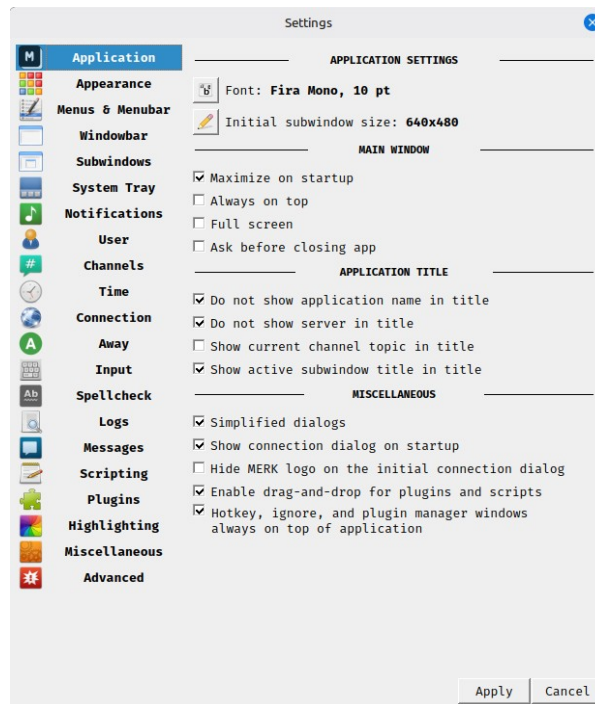 Settings
Application
Appearance
Menus & Menubar
Windowbar
Subwindows
System Tray
Notifications
User
Channels
Time
Connection
Away
Input
Spellcheck
Logs
Messages
Scripting
Plugins
Highlighting
Miscellaneous
Advanced
M
#
A
Ab
APPLICATION SETTINGS
Font: Fira Mono, 10 pt
Initial subwindow size: 640x480
MAIN WINDOW
Maximize on startup
Always on top
Full screen
Ask before closing app
APPLICATION TITLE
Do not show application name in title
Do not show server in title
Show current channel topic in title
Show active subwindow title in title
MISCELLANEOUS
Simplified dialogs
Show connection dialog on startup
Hide MERK logo on the initial connection dialog
Enable drag-and-drop for plugins and scripts
Hotkey, ignore, and plugin manager windows
always on top of application
Apply
Cancel